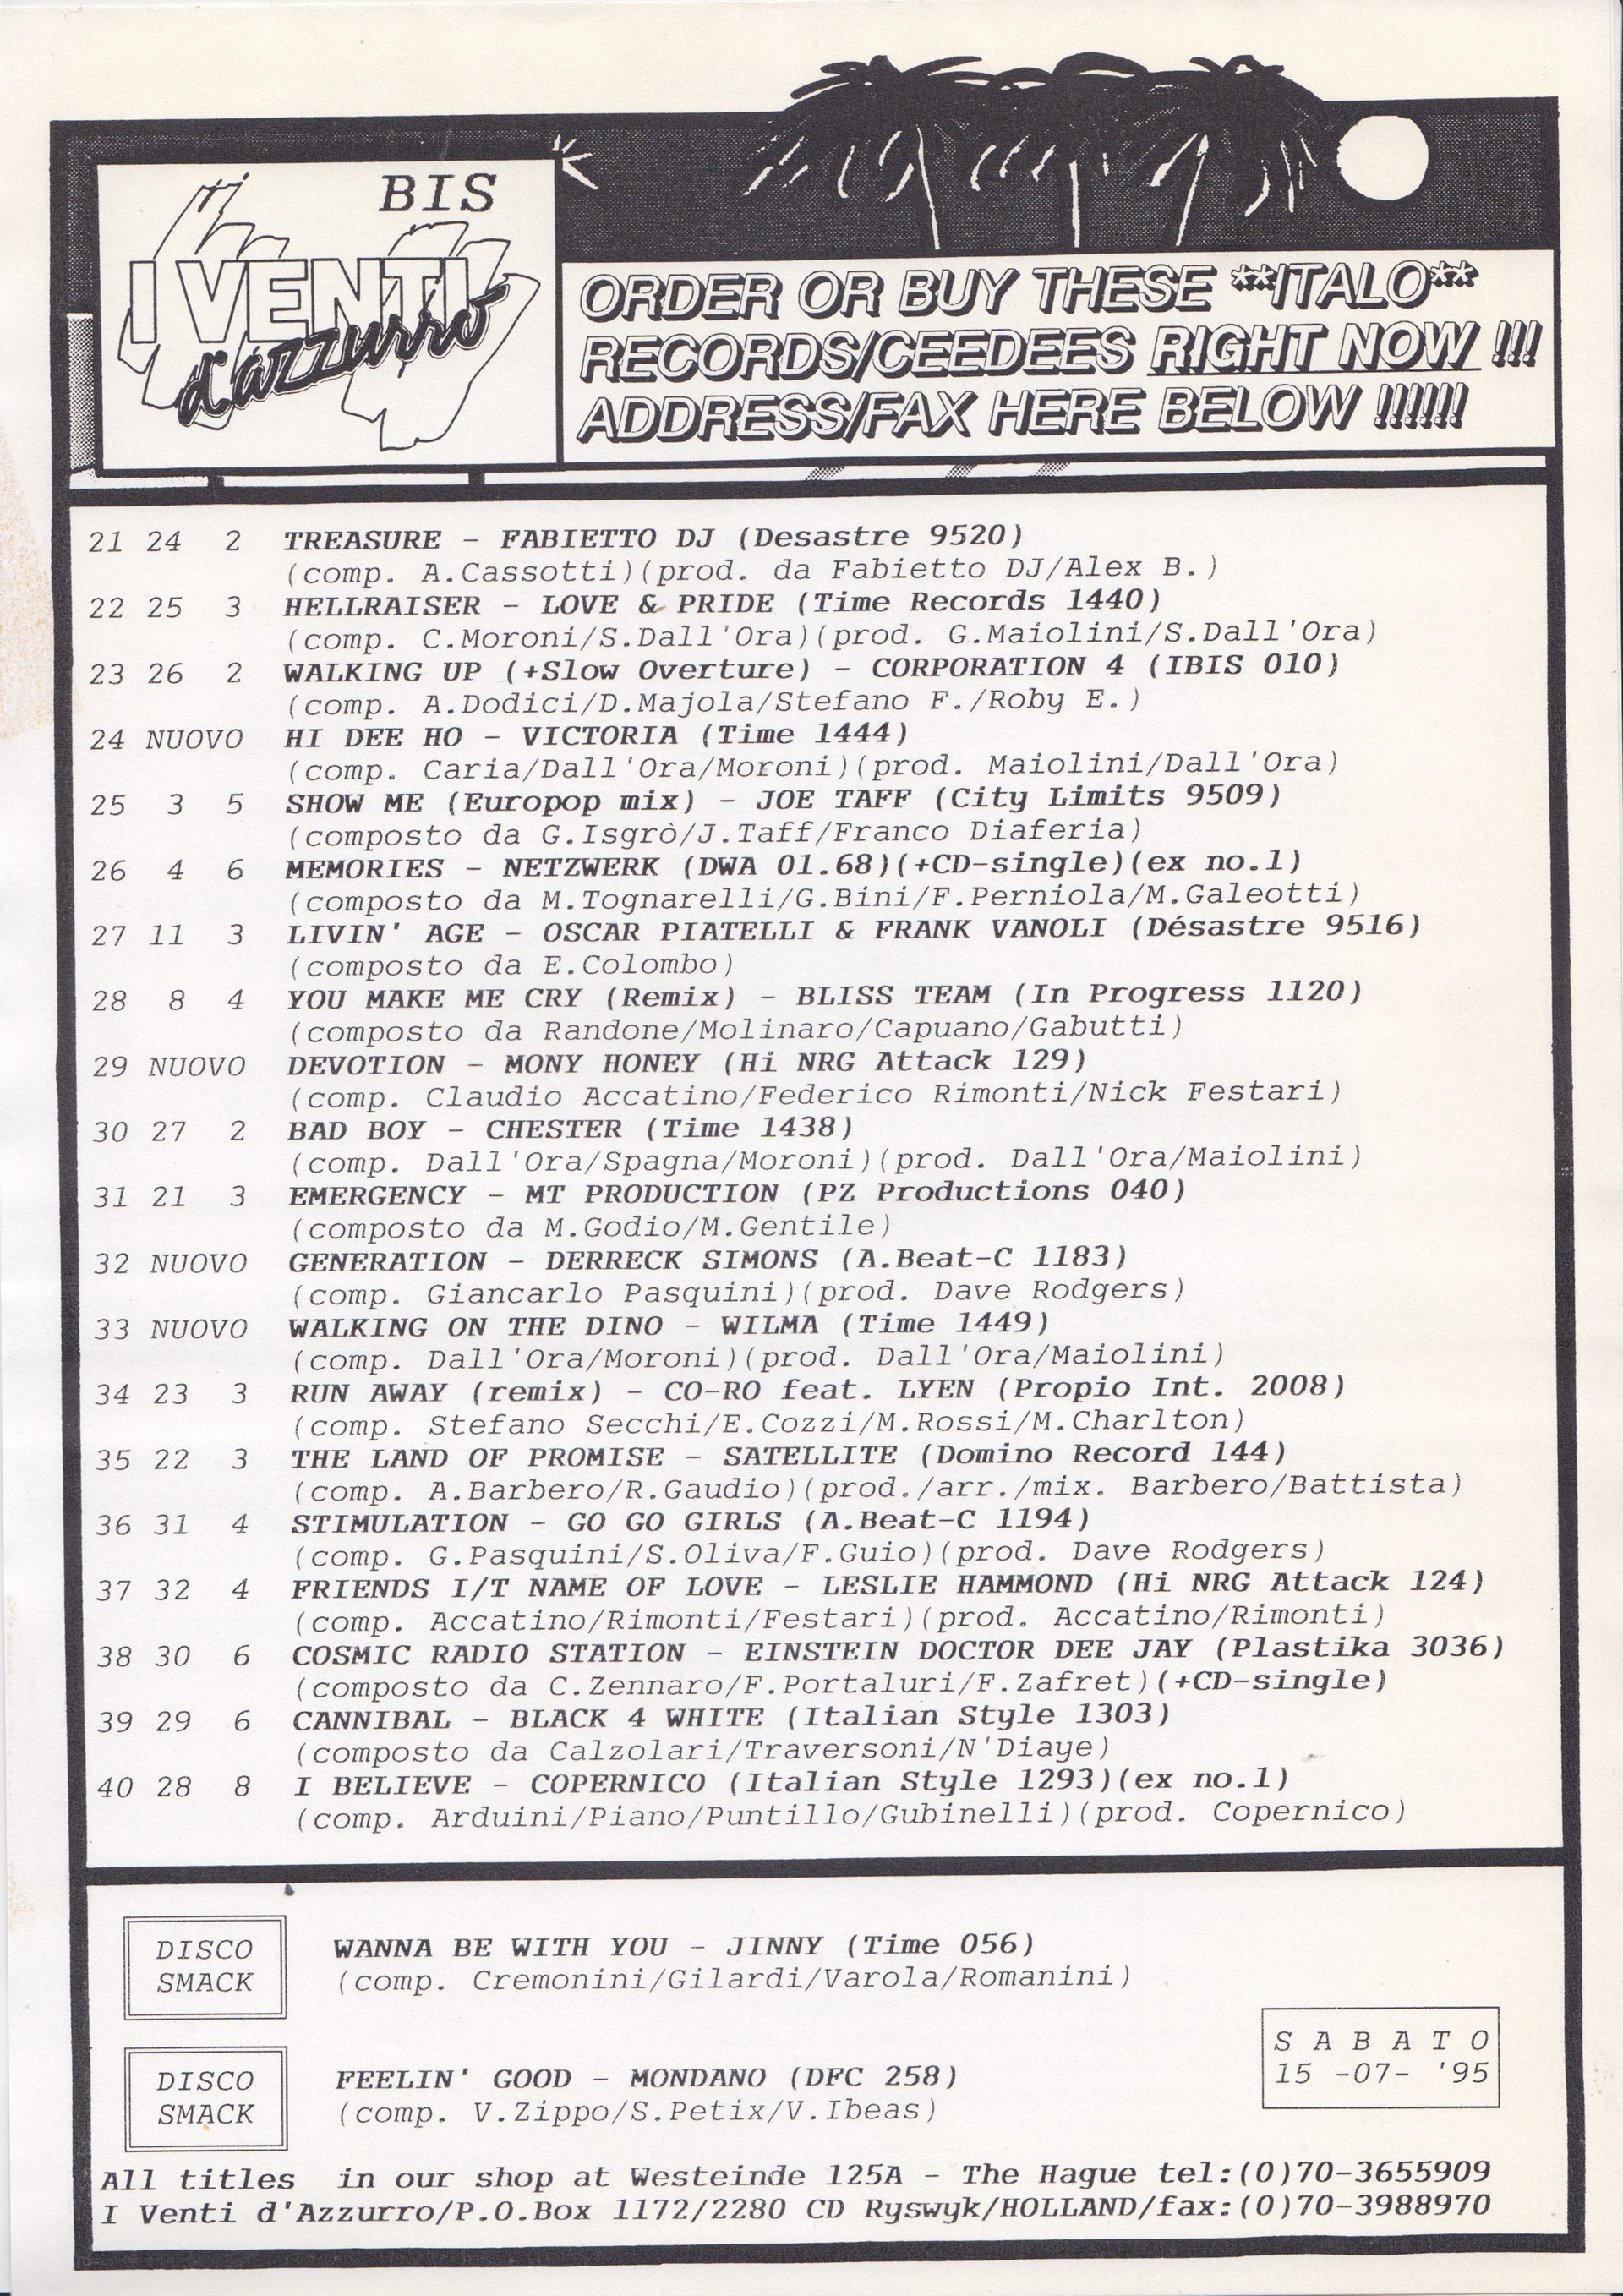 BIS
I VENTI
d'azzurro
ORDER OR BUY THESE **ITALO**
RECORDS/CEEDEES RIGHT NOW !!!
ADDRESS/FAX HERE BELOW !!!!!!
21 24 2 TREASURE - FABIETTO DJ (Desastre 9520)
(comp. A.Cassotti)(prod. da Fabietto DJ/Alex B.)
22 25 3 HELLRAISER - LOVE & PRIDE (Time Records 1440)
(comp. C.Moroni/S.Dall'Ora)(prod. G.Maiolini/S.Dall'Ora)
23 26 2 WALKING UP (+Slow Overture) - CORPORATION 4 (IBIS 010)
(comp. A.Dodici/D.Majola/Stefano F./Roby E.)
24 NUOVO HI DEE HO - VICTORIA (Time 1444)
(comp. Caria/Dall'Ora/Moroni)(prod. Maiolini/Dall'Ora)
25 3 5 SHOW ME (Europop mix) - JOE TAFF (City Limits 9509)
(composto da G.Isgrò/J.Taff/Franco Diaferia)
26 4 6 MEMORIES - NETZWERK (DWA 01.68)(+CD-single)(ex no.1)
(composto da M.Tognarelli/G.Bini/F.Perniola/M.Galeotti)
27 11 3 LIVIN' AGE - OSCAR PIATELLI & FRANK VANOLI (Désastre 9516)
(composto da E.Colombo)
28 8 4 YOU MAKE ME CRY (Remix) - BLISS TEAM (In Progress 1120)
(composto da Randone/Molinaro/Capuano/Gabutti)
29 NUOVO DEVOTION - MONY HONEY (Hi NRG Attack 129)
(comp. Claudio Accatino/Federico Rimonti/Nick Festari)
30 27 2 BAD BOY - CHESTER (Time 1438)
(comp. Dall'Ora/Spagna/Moroni)(prod. Dall'Ora/Maiolini)
31 21 3 EMERGENCY - MT PRODUCTION (PZ Productions 040)
(composto da M.Godio/M.Gentile)
32 NUOVO GENERATION - DERRECK SIMONS (A.Beat-C 1183)
(comp. Giancarlo Pasquini)(prod. Dave Rodgers)
33 NUOVO WALKING ON THE DINO - WILMA (Time 1449)
(comp. Dall'Ora/Moroni)(prod. Dall'Ora/Maiolini)
34 23 3 RUN AWAY (remix) - CO-RO feat. LYEN (Propio Int. 2008)
(comp. Stefano Secchi/E.Cozzi/M.Rossi/M.Charlton)
35 22 3 THE LAND OF PROMISE - SATELLITE (Domino Record 144)
(comp. A.Barbero/R.Gaudio)(prod./arr./mix. Barbero/Battista)
36 31 4 STIMULATION - GO GO GIRLS (A.Beat-C 1194)
(comp. G.Pasquini/S.Oliva/F.Guio)(prod. Dave Rodgers)
37 32 4 FRIENDS I/T NAME OF LOVE - LESLIE HAMMOND (Hi NRG Attack 124)
(comp. Accatino/Rimonti/Festari)(prod. Accatino/Rimonti)
38 30 6 COSMIC RADIO STATION - EINSTEIN DOCTOR DEE JAY (Plastika 3036)
(composto da C.Zennaro/F.Portaluri/F.Zafret)(+CD-single)
39 29 6 CANNIBAL - BLACK 4 WHITE (Italian Style 1303)
(composto da Calzolari/Traversoni/N'Diaye)
40 28 8 I BELIEVE - COPERNICO (Italian Style 1293)(ex no.1)
(comp. Arduini/Piano/Puntillo/Gubinelli)(prod. Copernico)
DISCO
SMACK
WANNA BE WITH YOU - JINNY (Time 056)
(comp. Cremonini/Gilardi/Varola/Romanini)
DISCO
SMACK
FEELIN' GOOD - MONDANO (DFC 258)
(comp. V.Zippo/S.Petix/V.Ibeas)
S A B A T O
15 -07- '95
All titles in our shop at Westeinde 125A - The Hague tel:(0)70-3655909
I Venti d'Azzurro/P.O.Box 1172/2280 CD Ryswyk/HOLLAND/fax:(0)70-3988970